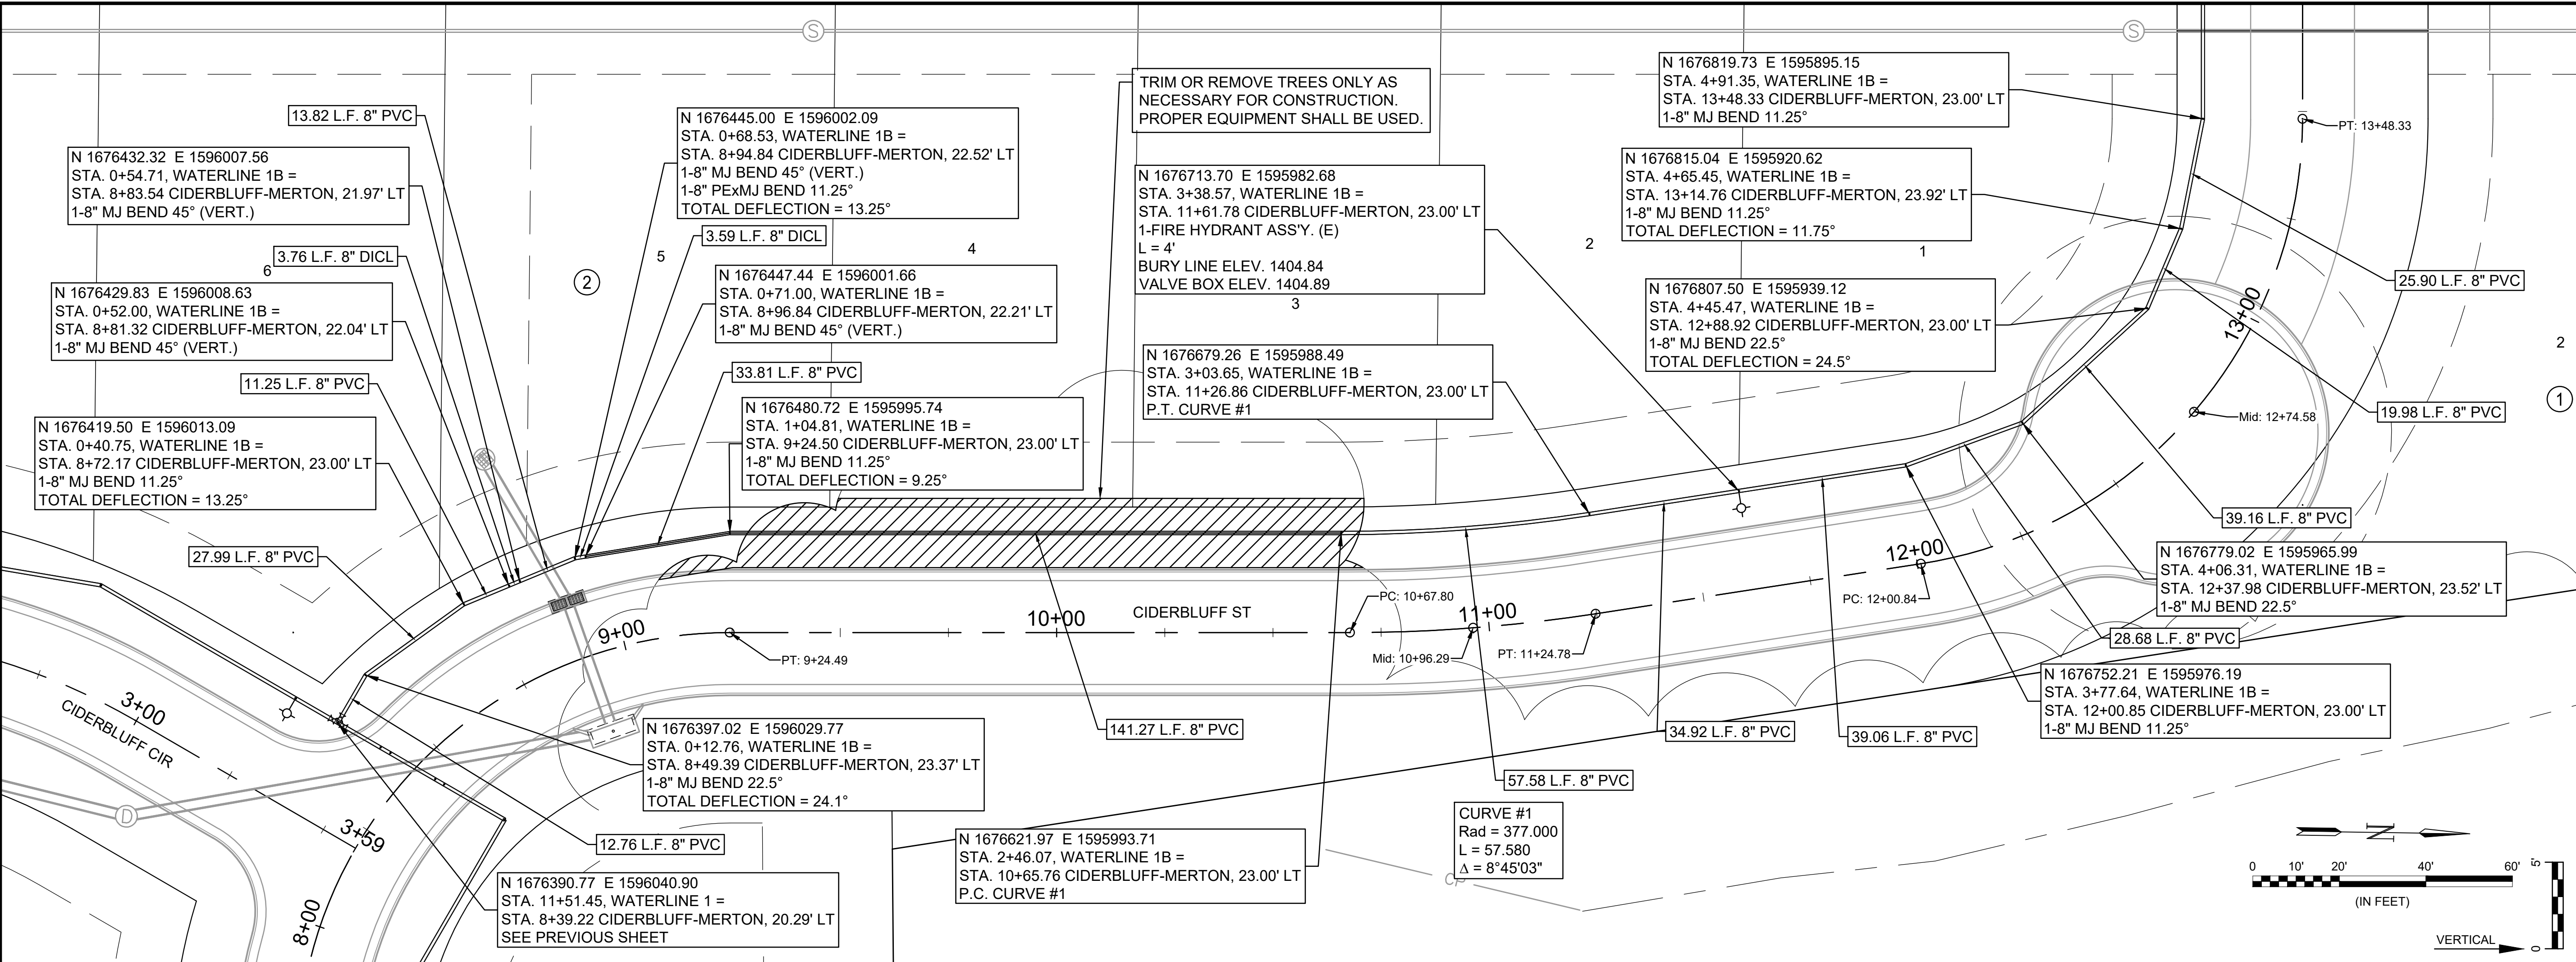 S
S
13.82 L.F. 8" PVC
N 1676432.32 E 1596007.56
STA. 0+54.71, WATERLINE 1B =
STA. 8+83.54 CIDERBLUFF-MERTON, 21.97' LT
1-8" MJ BEND 45° (VERT.)
3.76 L.F. 8" DICL
6
N 1676429.83 E 1596008.63
STA. 0+52.00, WATERLINE 1B =
STA. 8+81.32 CIDERBLUFF-MERTON, 22.04' LT
1-8" MJ BEND 45° (VERT.)
11.25 L.F. 8" PVC
N 1676419.50 E 1596013.09
STA. 0+40.75, WATERLINE 1B =
STA. 8+72.17 CIDERBLUFF-MERTON, 23.00' LT
1-8" MJ BEND 11.25°
TOTAL DEFLECTION = 13.25°
27.99 L.F. 8" PVC
2
N 1676445.00 E 1596002.09
STA. 0+68.53, WATERLINE 1B =
STA. 8+94.84 CIDERBLUFF-MERTON, 22.52' LT
1-8" MJ BEND 45° (VERT.)
1-8" PExMJ BEND 11.25°
TOTAL DEFLECTION = 13.25°
3.59 L.F. 8" DICL
5
4
N 1676447.44 E 1596001.66
STA. 0+71.00, WATERLINE 1B =
STA. 8+96.84 CIDERBLUFF-MERTON, 22.21' LT
1-8" MJ BEND 45° (VERT.)
33.81 L.F. 8" PVC
N 1676480.72 E 1595995.74
STA. 1+04.81, WATERLINE 1B =
STA. 9+24.50 CIDERBLUFF-MERTON, 23.00' LT
1-8" MJ BEND 11.25°
TOTAL DEFLECTION = 9.25°
TRIM OR REMOVE TREES ONLY AS
NECESSARY FOR CONSTRUCTION.
PROPER EQUIPMENT SHALL BE USED.
N 1676713.70 E 1595982.68
STA. 3+38.57, WATERLINE 1B =
STA. 11+61.78 CIDERBLUFF-MERTON, 23.00' LT
1-FIRE HYDRANT ASS'Y. (E)
L = 4'
BURY LINE ELEV. 1404.84
VALVE BOX ELEV. 1404.89
3
2
N 1676679.26 E 1595988.49
STA. 3+03.65, WATERLINE 1B =
STA. 11+26.86 CIDERBLUFF-MERTON, 23.00' LT
P.T. CURVE #1
N 1676819.73 E 1595895.15
STA. 4+91.35, WATERLINE 1B =
STA. 13+48.33 CIDERBLUFF-MERTON, 23.00' LT
1-8" MJ BEND 11.25°
N 1676815.04 E 1595920.62
STA. 4+65.45, WATERLINE 1B =
STA. 13+14.76 CIDERBLUFF-MERTON, 23.92' LT
1-8" MJ BEND 11.25°
TOTAL DEFLECTION = 11.75°
1
N 1676807.50 E 1595939.12
STA. 4+45.47, WATERLINE 1B =
STA. 12+88.92 CIDERBLUFF-MERTON, 23.00' LT
1-8" MJ BEND 22.5°
TOTAL DEFLECTION = 24.5°
PT: 13+48.33
25.90 L.F. 8" PVC
13+00
2
1
Mid: 12+74.58
19.98 L.F. 8" PVC
39.16 L.F. 8" PVC
N 1676779.02 E 1595965.99
STA. 4+06.31, WATERLINE 1B =
STA. 12+37.98 CIDERBLUFF-MERTON, 23.52' LT
1-8" MJ BEND 22.5°
28.68 L.F. 8" PVC
N 1676752.21 E 1595976.19
STA. 3+77.64, WATERLINE 1B =
STA. 12+00.85 CIDERBLUFF-MERTON, 23.00' LT
1-8" MJ BEND 11.25°
12+00
PC: 12+00.84
9+00
10+00
CIDERBLUFF ST
11+00
PC: 10+67.80
Mid: 10+96.29
PT: 11+24.78
PT: 9+24.49
3+00
CIDERBLUFF CIR
3+59
8+00
D
N 1676397.02 E 1596029.77
STA. 0+12.76, WATERLINE 1B =
STA. 8+49.39 CIDERBLUFF-MERTON, 23.37' LT
1-8" MJ BEND 22.5°
TOTAL DEFLECTION = 24.1°
12.76 L.F. 8" PVC
N 1676390.77 E 1596040.90
STA. 11+51.45, WATERLINE 1 =
STA. 8+39.22 CIDERBLUFF-MERTON, 20.29' LT
SEE PREVIOUS SHEET
141.27 L.F. 8" PVC
N 1676621.97 E 1595993.71
STA. 2+46.07, WATERLINE 1B =
STA. 10+65.76 CIDERBLUFF-MERTON, 23.00' LT
P.C. CURVE #1
34.92 L.F. 8" PVC
39.06 L.F. 8" PVC
57.58 L.F. 8" PVC
CURVE #1
Rad = 377.000
L = 57.580
Δ = 8°45'03"
N
0 10' 20' 40' 60'
(IN FEET)
VERTICAL
0
5'